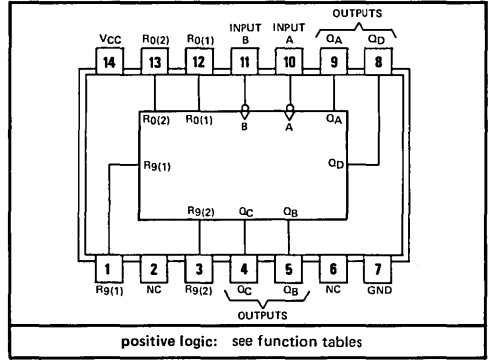 OUTPUTS
INPUT INPUT
VCC R0(2) R0(1) B A QA QD
14 13 12 11 10 9 8
R0(2) R0(1) B A QA
R9(1) QD
R9(2) QC QB
1 2 3 4 5 6 7
R9(1) NC R9(2) QC QB NC GND
OUTPUTS
positive logic: see function tables